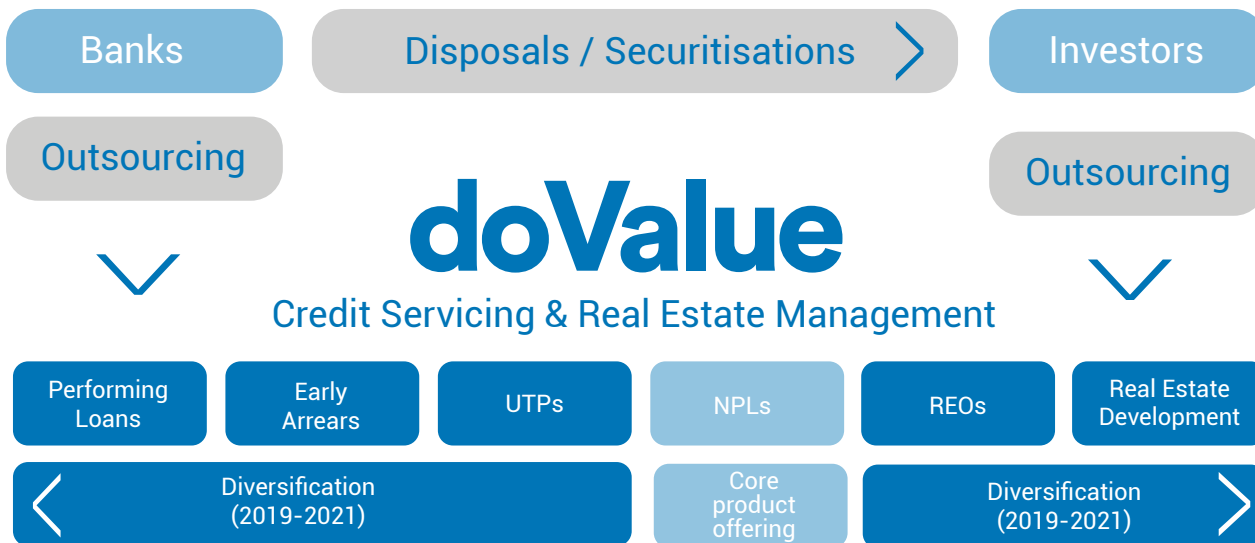 Banks
Disposals / Securitisations
Investors
Outsourcing
Outsourcing
doValue
Credit Servicing & Real Estate Management
Performing
Loans
Early
Arrears
UTPs
NPLs
REOs
Real Estate
Development
Diversification
(2019-2021)
Core
product
offering
Diversification
(2019-2021)